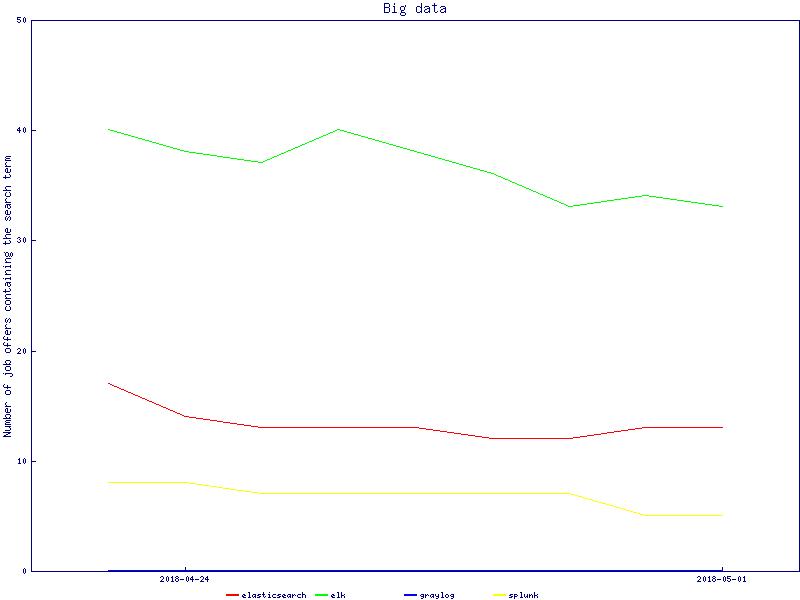 Big data
50
40
30
20
10
0
Number of job offers containing the search term
2018-04-24 2018-05-01
elasticsearch elk graylog splunk